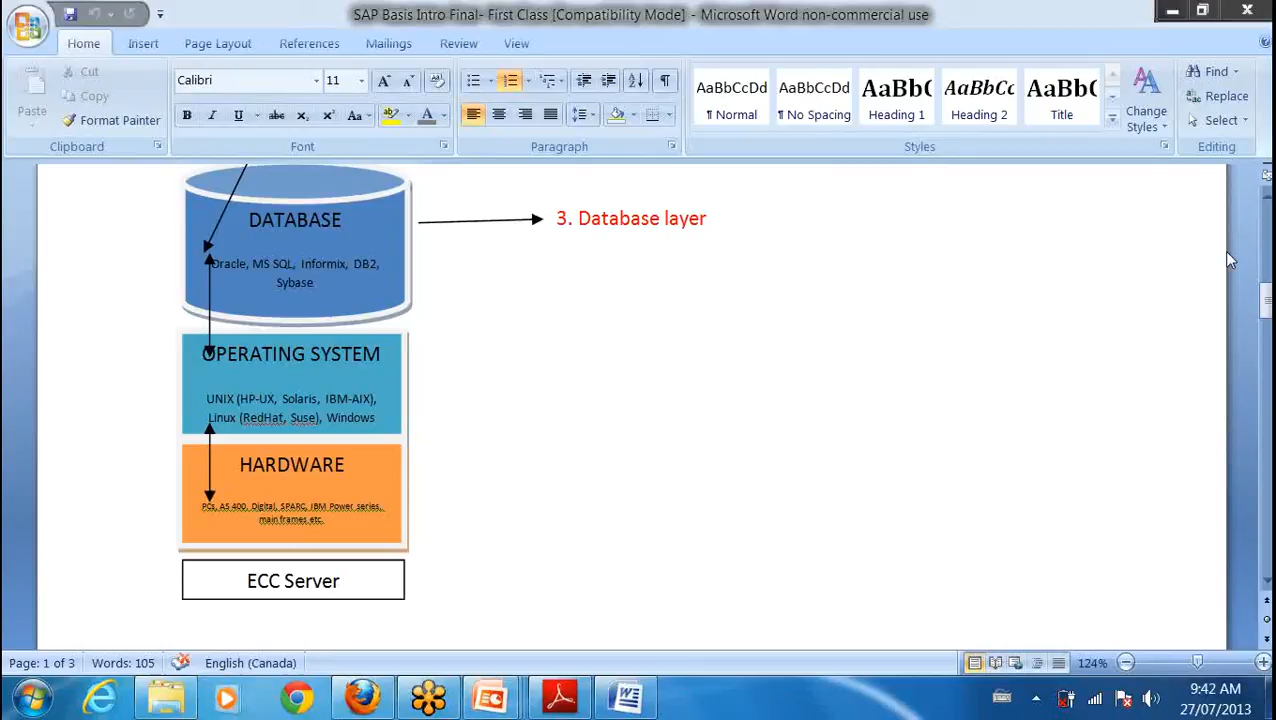 SAP Basis Intro Final- First Class [Compatibility Mode] - Microsoft Word non-commercial use
Home Insert Page Layout References Mailings Review View
Cut
Copy
Paste
Format Painter
Clipboard
Calibri 11
B I U abc X₂ X² Aa A
Font
Paragraph
AaBbCcDd AaBbCcDd AaBbC AaBbCc AaBb(
¶ Normal ¶ No Spacing Heading 1 Heading 2 Title
Change
Styles
Styles
Find
Replace
Select
Editing
DATABASE
Oracle, MS SQL, Informix, DB2,
Sybase
3. Database layer
OPERATING SYSTEM
UNIX (HP-UX, Solaris, IBM-AIX),
Linux (RedHat, Suse), Windows
HARDWARE
PCs, AS 400, Digital, SPARC, IBM Power series,
main frames etc.
ECC Server
Page: 1 of 3 Words: 105 English (Canada) 124%
9:42 AM
27/07/2013